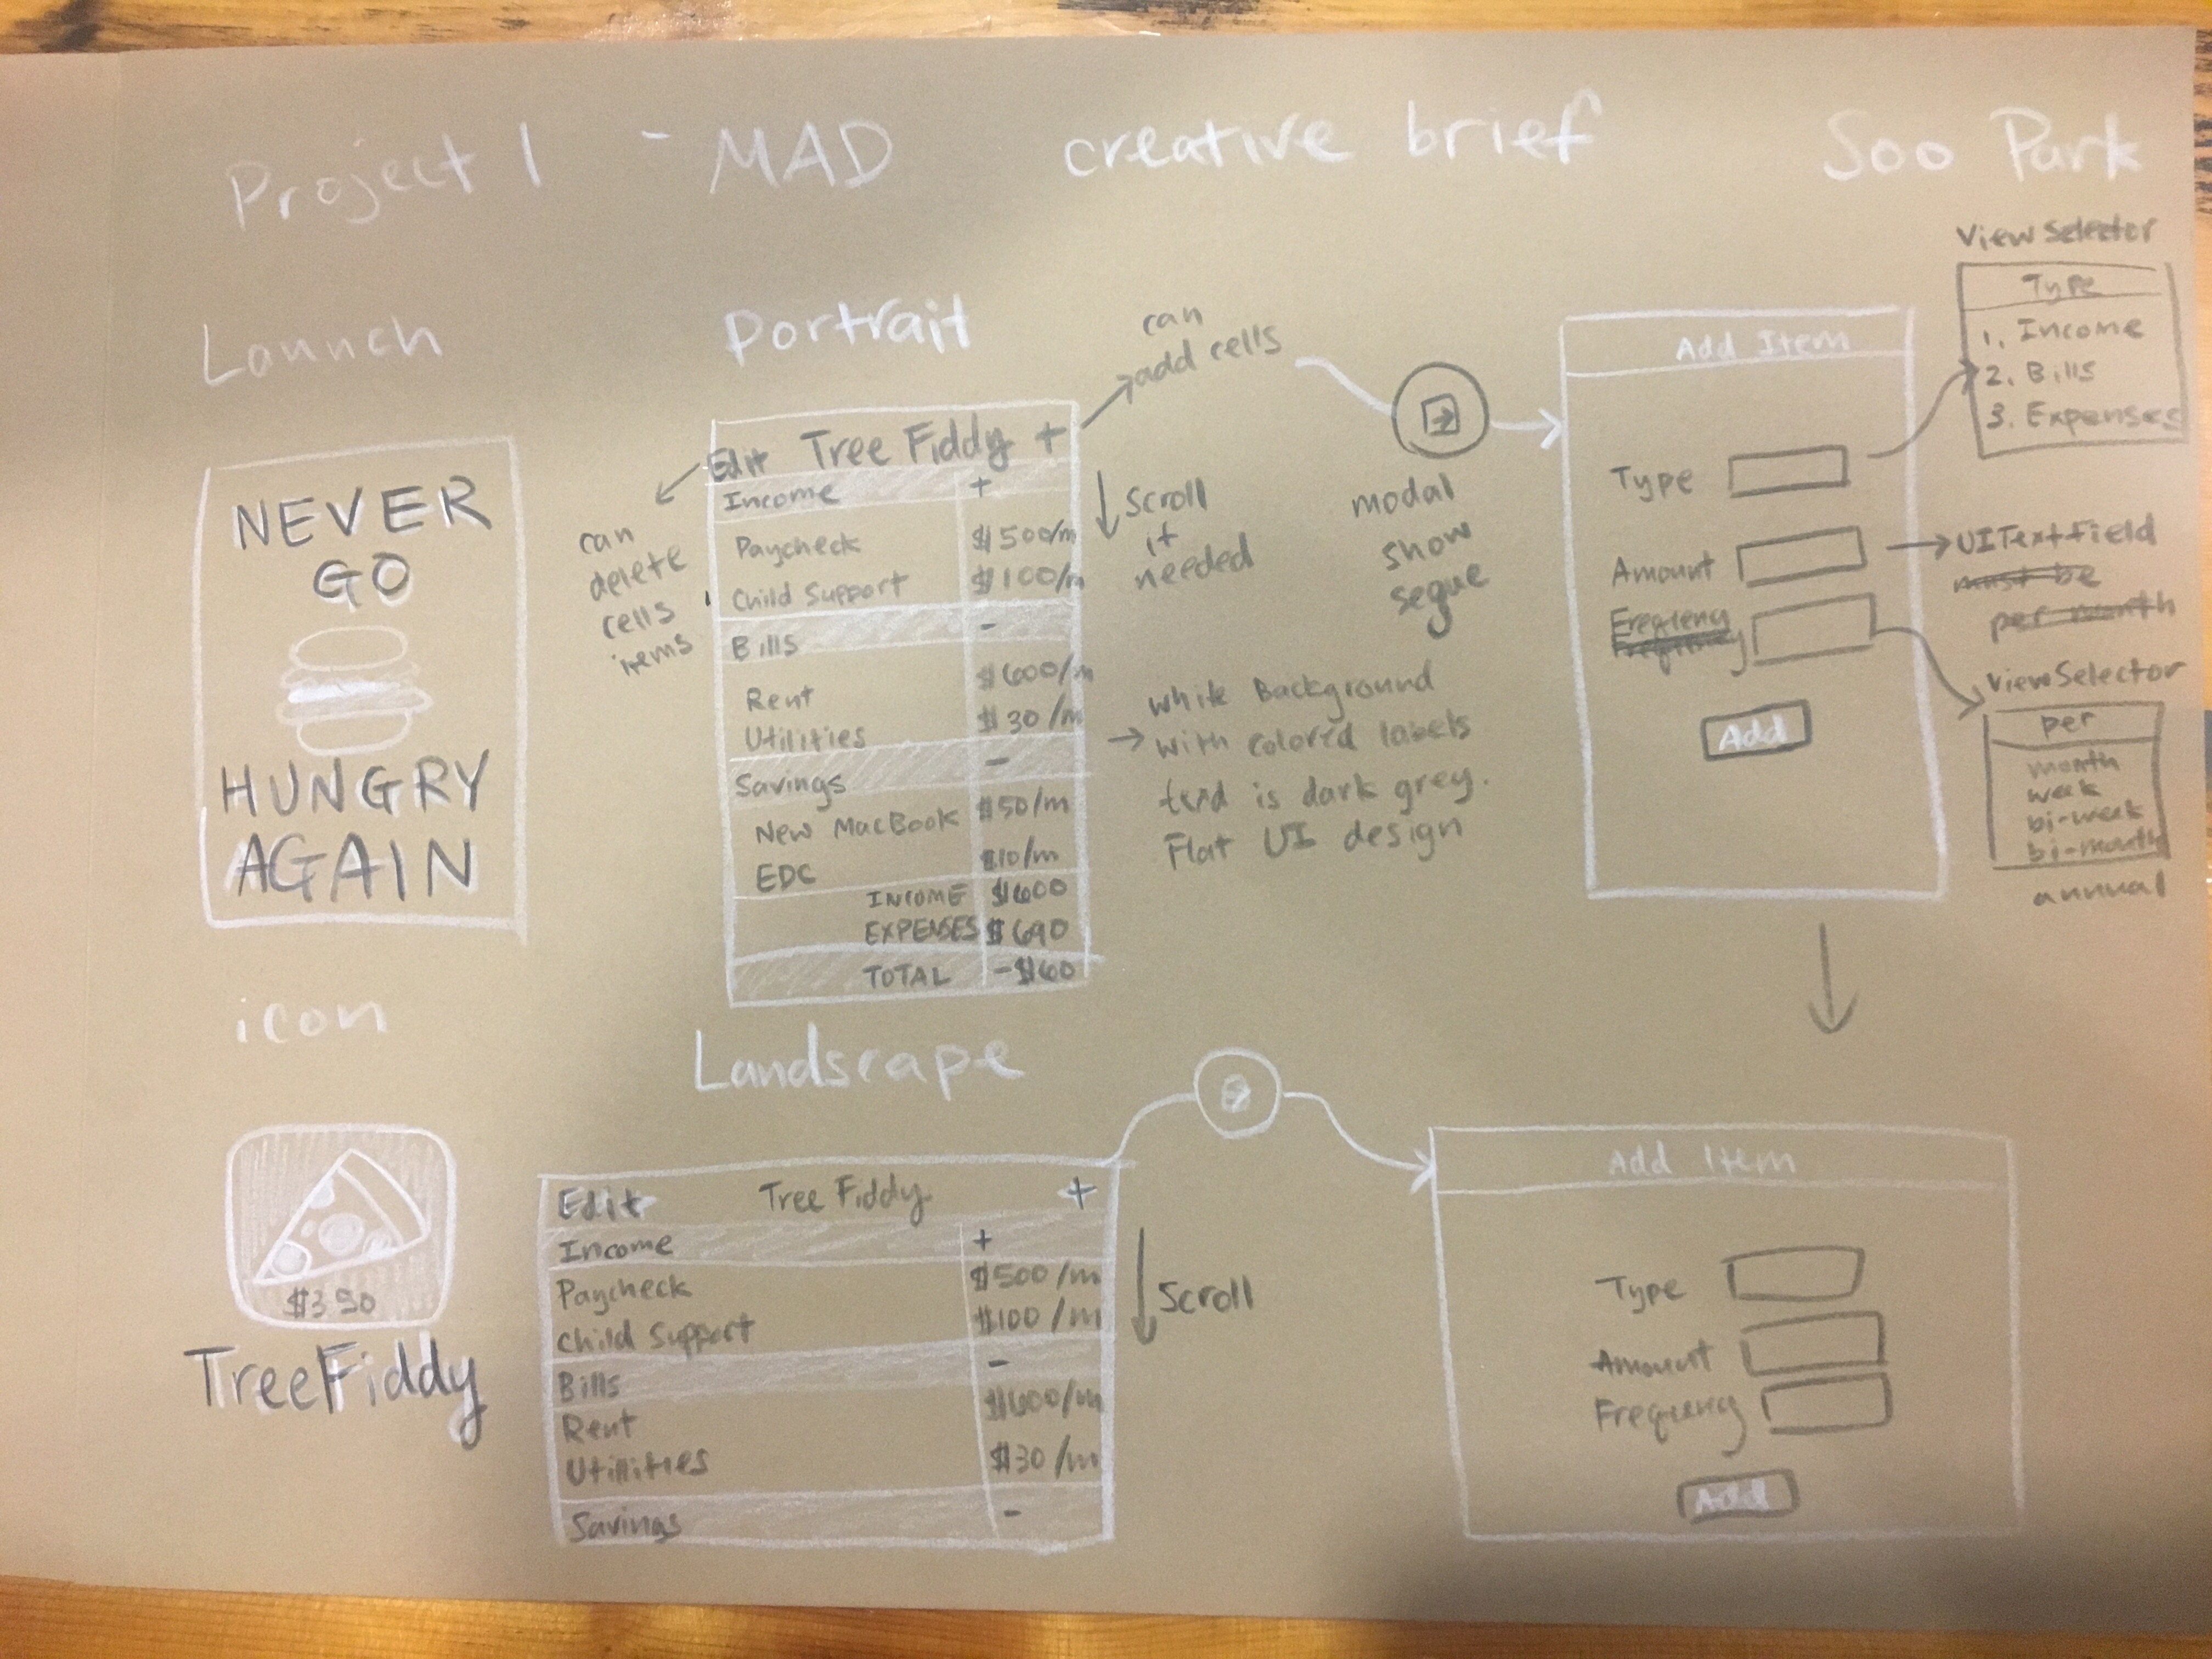 Project 1 - MAD creative brief Soo Park
Launch
NEVER
GO
HUNGRY
AGAIN
icon
$3 50
TreeFiddy
Portrait
Edit Tree Fiddy +
Income +
Paycheck $500/m
Child Support $100/m
Bills -
Rent $600/m
Utilities $30/m
Savings -
New MacBook $50/m
EDC $10/m
INCOME $600
EXPENSES $690
TOTAL -$60
can
delete
cells
items
can
add cells
↓ Scroll
if
needed
→ white Background
with colored labels
text is dark grey.
Flat UI design
modal
show
segue
Add Item
Type
Amount
Frequency
Add
View Selector
Type
1. Income
2. Bills
3. Expenses
UITextField
must be
per month
ViewSelector
per
month
week
bi-week
bi-month
annual
Landscape
Edit Tree Fiddy +
Income +
Paycheck $500/m
Child Support $100/m
Bills -
Rent $600/m
Utillities $30/m
Savings -
Scroll
Add Item
Type
Amount
Frequency
Add